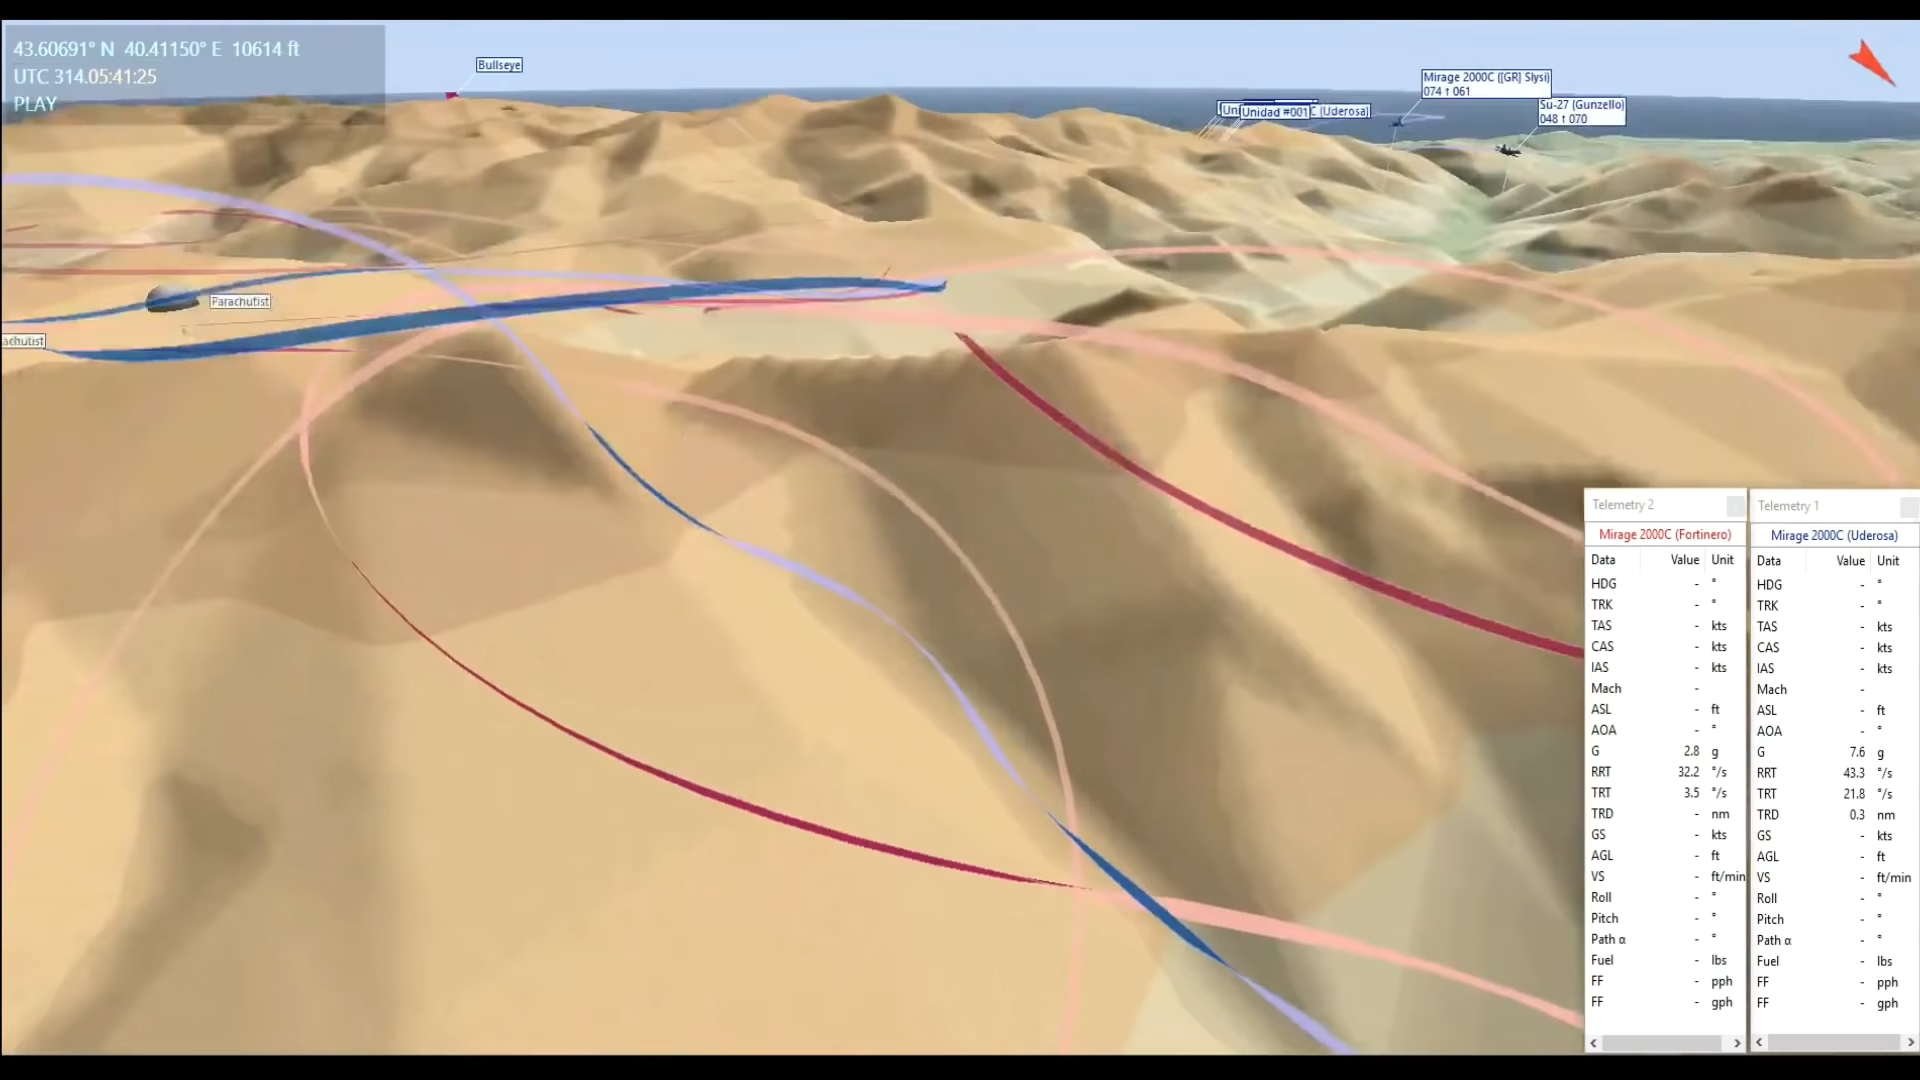 43.60691° N 40.41150° E 10614 ft
UTC 314.05:41:25
PLAY
Bullseye
Mirage 2000C ([GR] Slysi)
074 ↑ 061
Su-27 (Gunzello)
048 ↑ 070
Unidad #001
(Uderosa)
Parachutist
achutist
Telemetry 2
Mirage 2000C (Fortinero)
Data Value Unit
HDG - °
TRK - °
TAS - kts
CAS - kts
IAS - kts
Mach -
ASL - ft
AOA - °
G 2.8 g
RRT 32.2 °/s
TRT 3.5 °/s
TRD - nm
GS - kts
AGL - ft
VS - ft/min
Roll - °
Pitch - °
Path α - °
Fuel - lbs
FF - pph
FF - gph
Telemetry 1
Mirage 2000C (Uderosa)
Data Value Unit
HDG - °
TRK - °
TAS - kts
CAS - kts
IAS - kts
Mach -
ASL - ft
AOA - °
G 7.6 g
RRT 43.3 °/s
TRT 21.8 °/s
TRD 0.3 nm
GS - kts
AGL - ft
VS - ft/min
Roll - °
Pitch - °
Path α - °
Fuel - lbs
FF - pph
FF - gph